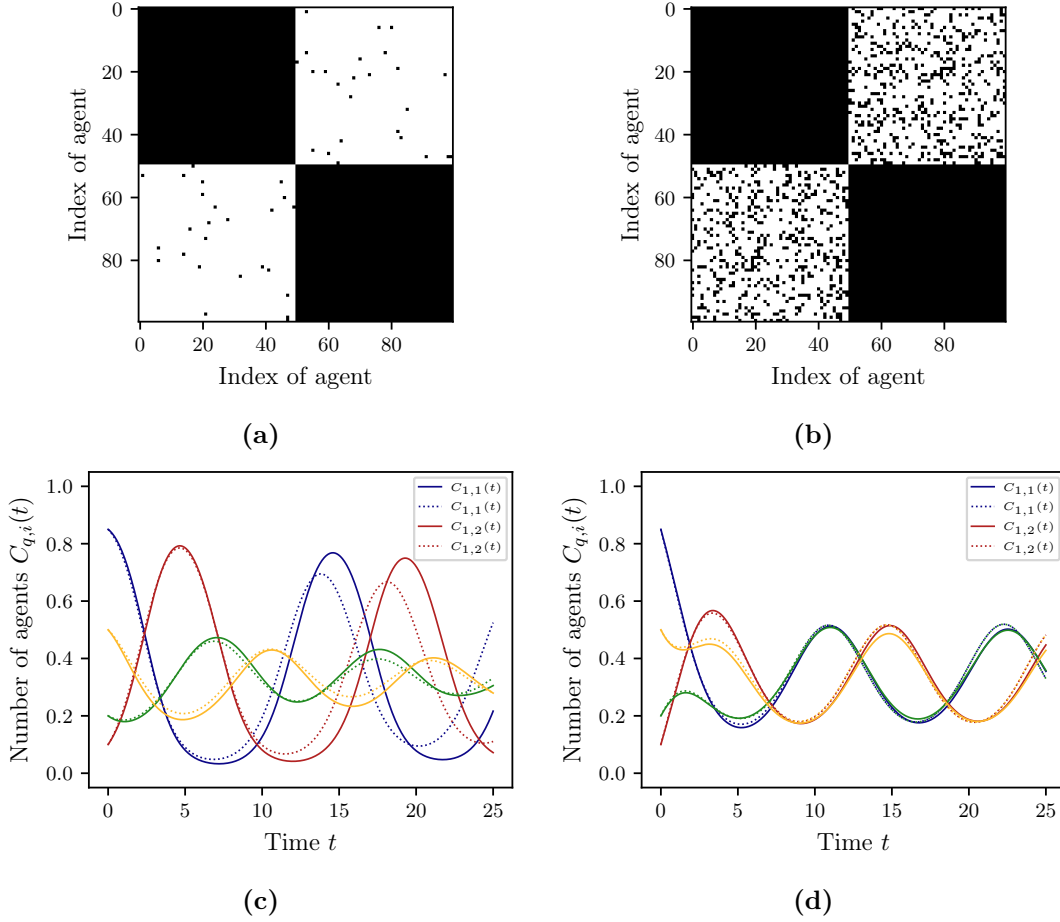 0
20
40
60
80
Index of agent
0 20 40 60 80
Index of agent
(a)
0
20
40
60
80
Index of agent
0 20 40 60 80
Index of agent
(b)
1.0
0.8
0.6
0.4
0.2
0.0
Number of agents $C_{q,i}(t)$
$C_{1,1}(t)$
$C_{1,1}(t)$
$C_{1,2}(t)$
$C_{1,2}(t)$
0 5 10 15 20 25
Time $t$
(c)
1.0
0.8
0.6
0.4
0.2
0.0
Number of agents $C_{q,i}(t)$
$C_{1,1}(t)$
$C_{1,1}(t)$
$C_{1,2}(t)$
$C_{1,2}(t)$
0 5 10 15 20 25
Time $t$
(d)